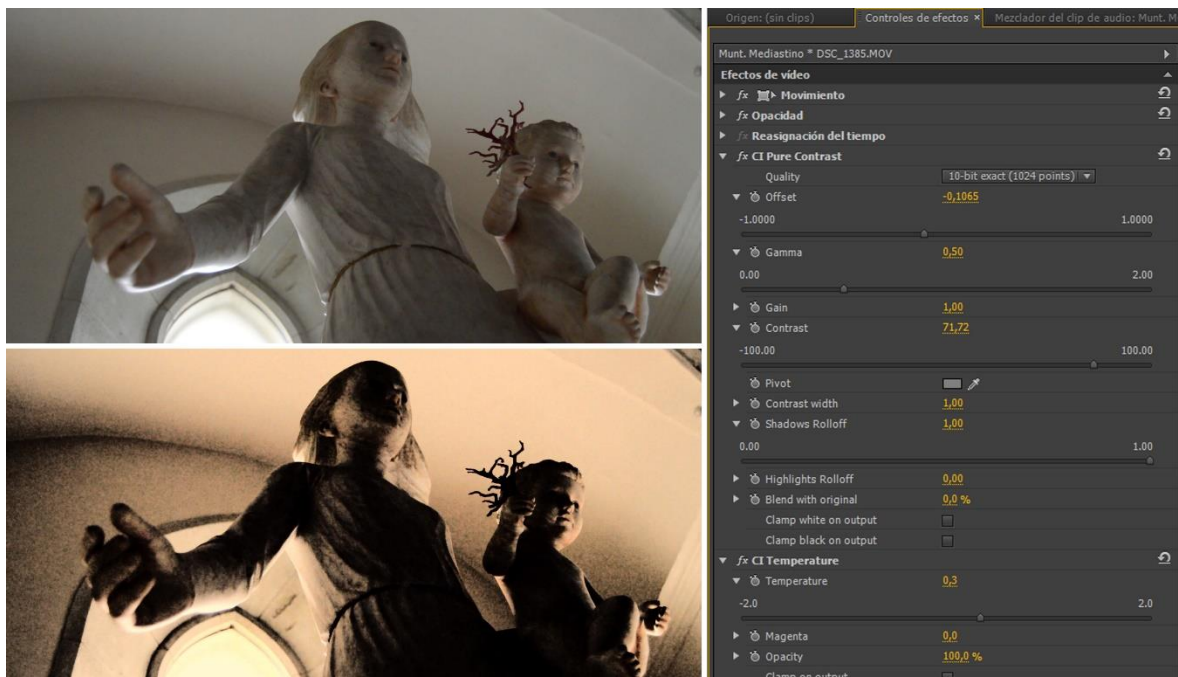 Origen: (sin clips) Controles de efectos × Mezclador del clip de audio: Munt. M
Munt. Mediastino * DSC_1385.MOV
Efectos de vídeo
fx Movimiento
fx Opacidad
fx Reasignación del tiempo
fx CI Pure Contrast
Quality 10-bit exact (1024 points)
Offset -0,1065
-1.0000 1.0000
Gamma 0,50
0.00 2.00
Gain 1,00
Contrast 71,72
-100.00 100.00
Pivot
Contrast width 1,00
Shadows Rolloff 1,00
0.00 1.00
Highlights Rolloff 0,00
Blend with original 0,0 %
Clamp white on output
Clamp black on output
fx CI Temperature
Temperature 0,3
-2.0 2.0
Magenta 0,0
Opacity 100,0 %
Clamp on output